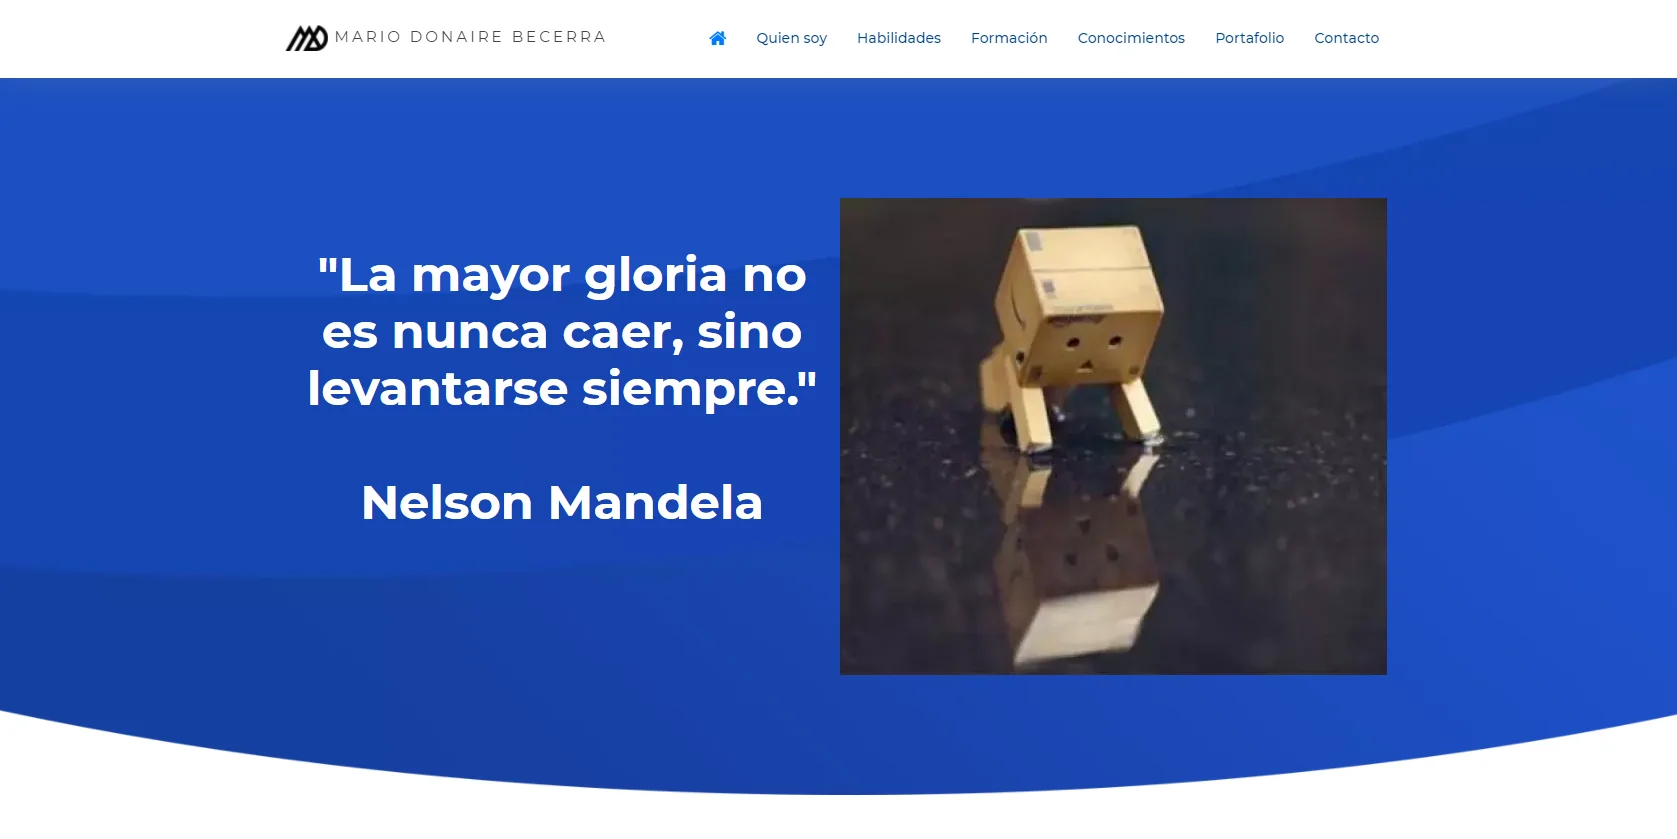 MARIO DONAIRE BECERRA
Quien soy
Habilidades
Formación
Conocimientos
Portafolio
Contacto
"La mayor gloria no
es nunca caer, sino
levantarse siempre."
Nelson Mandela